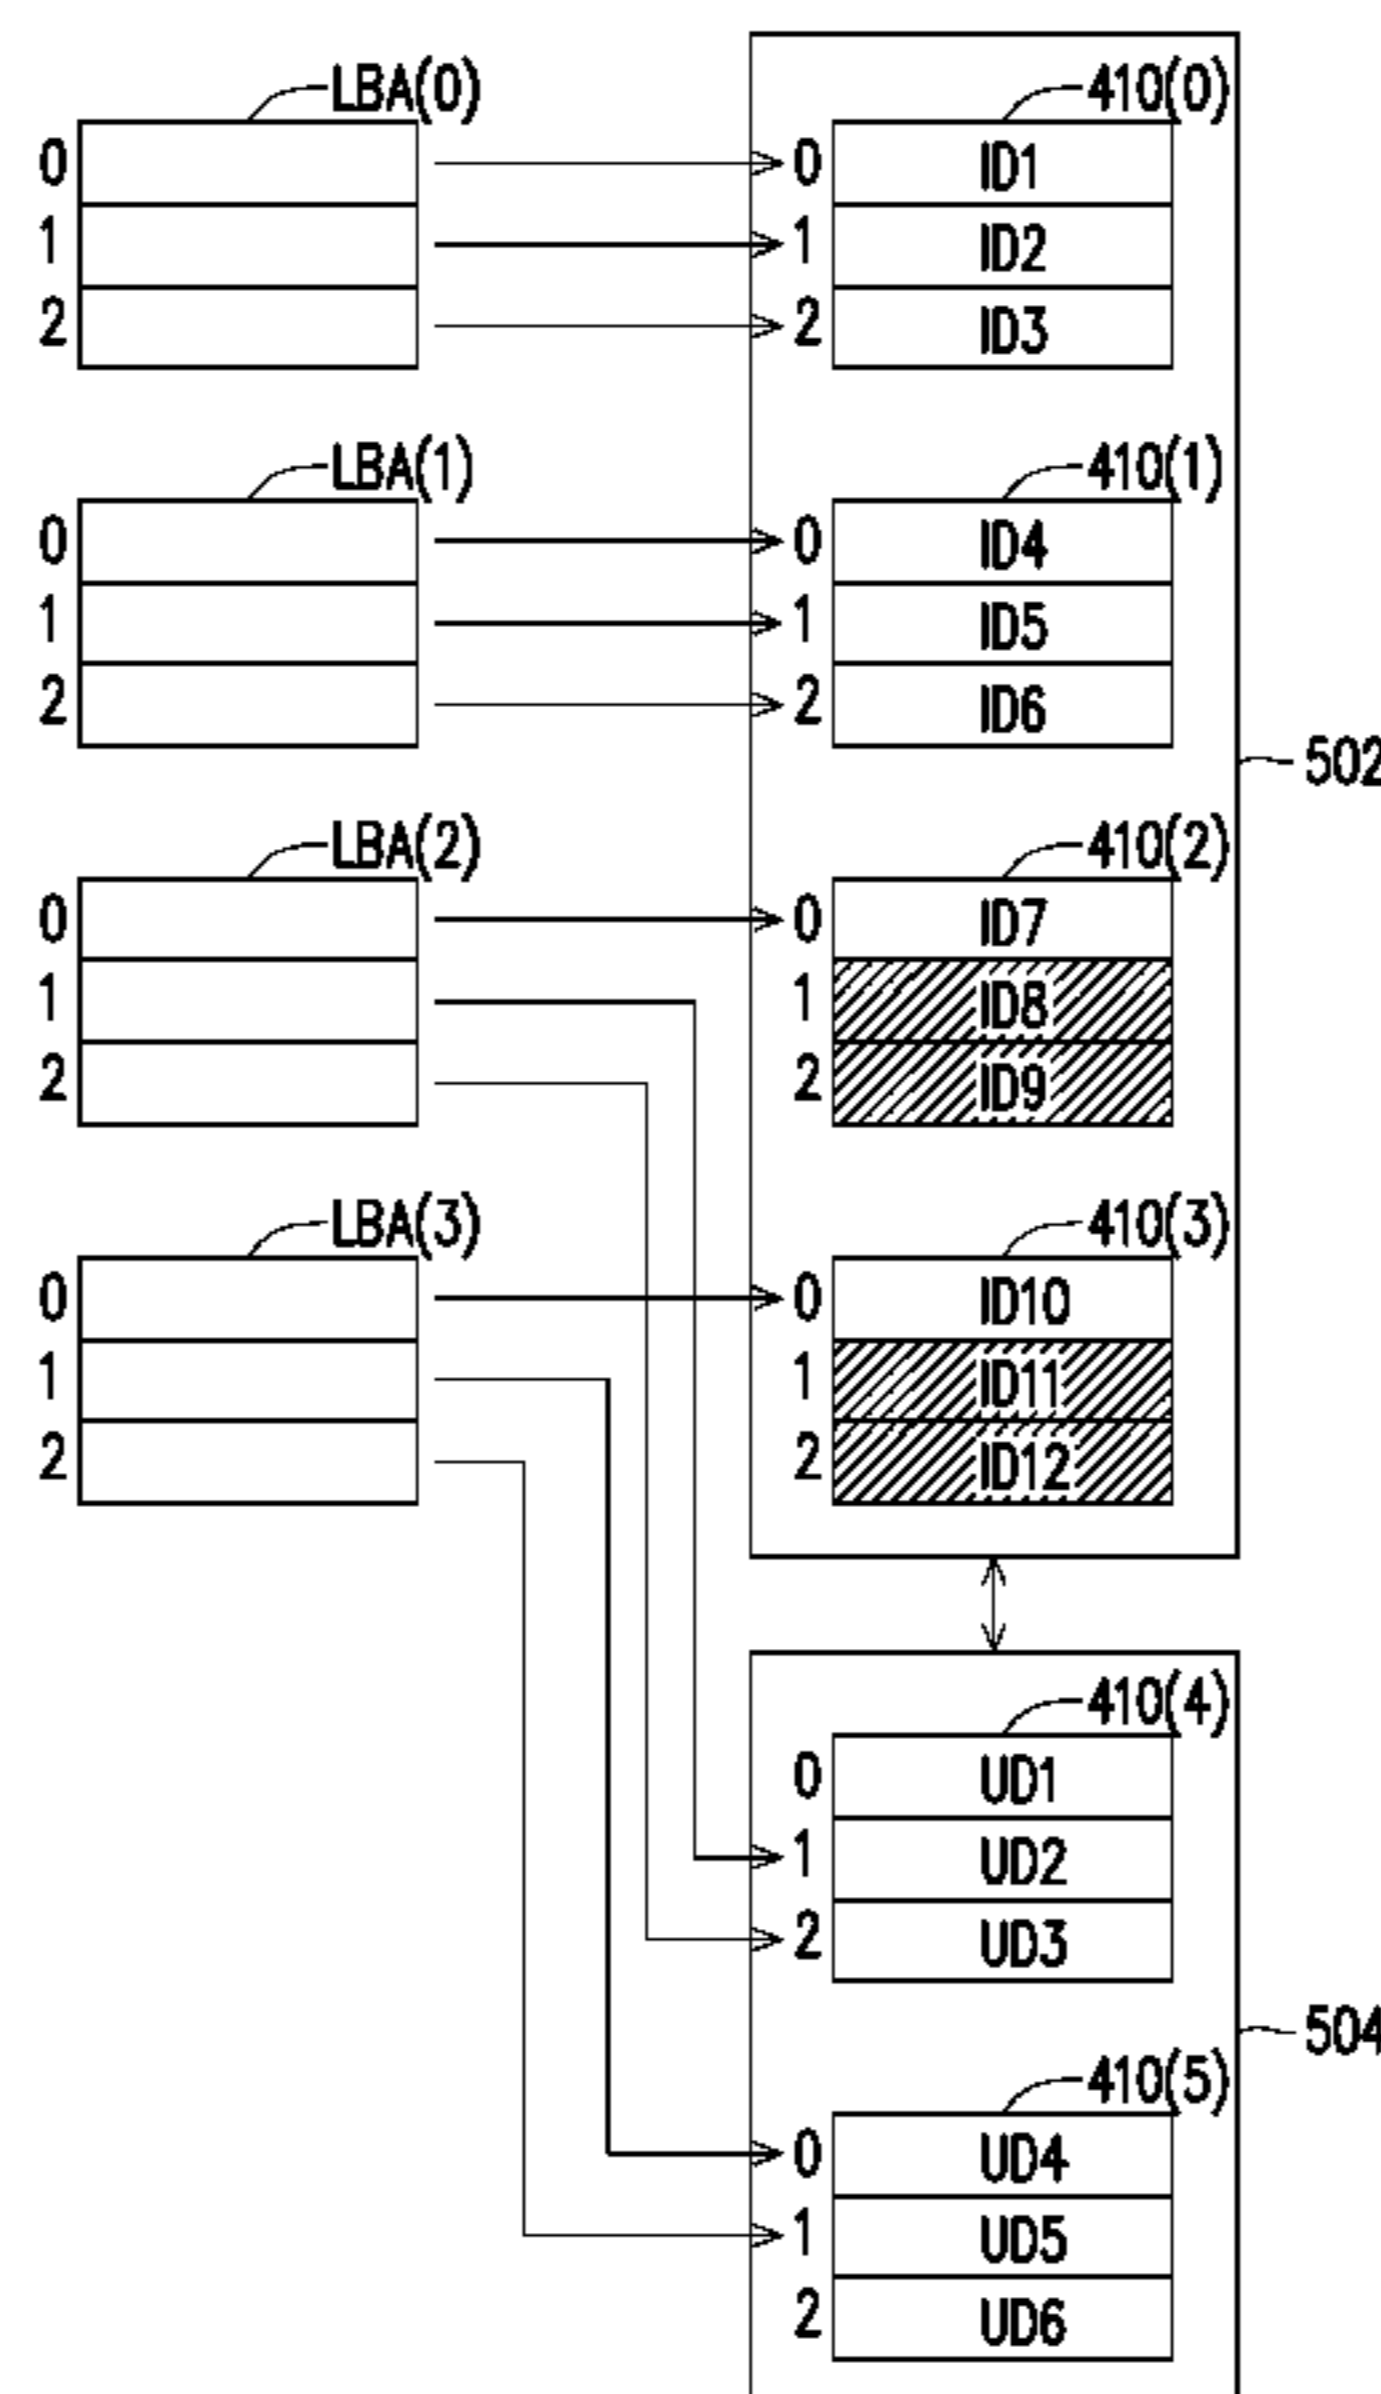 LBA(0) 410(0)
0 0 ID1
1 1 ID2
2 2 ID3
LBA(1) 410(1)
0 0 ID4
1 1 ID5
2 2 ID6
502
LBA(2) 410(2)
0 0 ID7
1 1 ID8
2 2 ID9
LBA(3) 410(3)
0 0 ID10
1 1 ID11
2 2 ID12
410(4)
0 UD1
1 UD2
2 UD3
504
410(5)
0 UD4
1 UD5
2 UD6